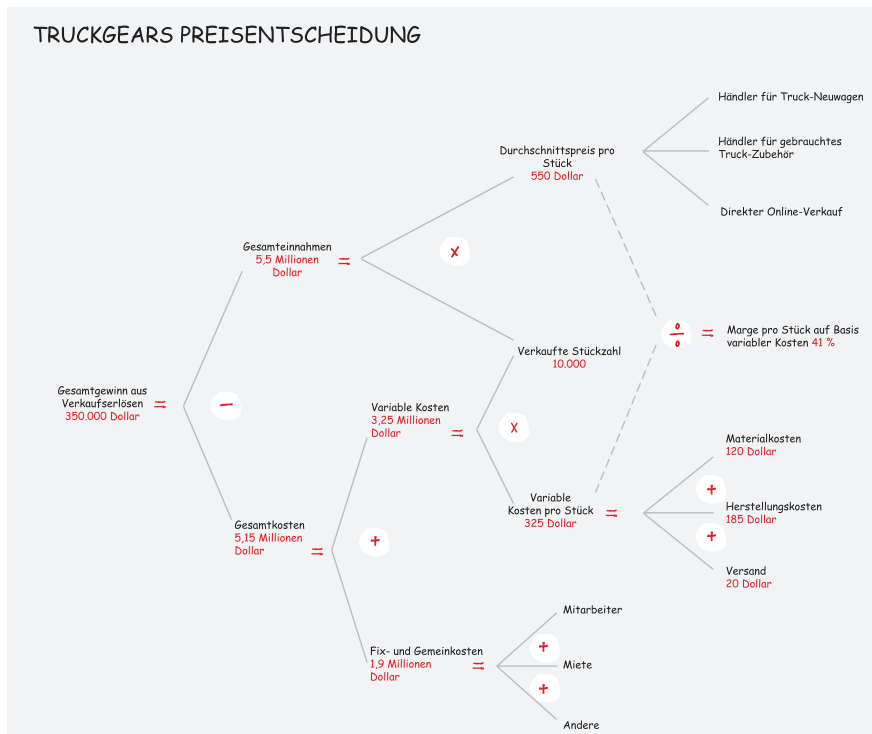 TRUCKGEARS PREISENTSCHEIDUNG
Händler für Truck-Neuwagen
Durchschnittspreis pro
Stück
550 Dollar
Händler für gebrauchtes
Truck-Zubehör
Direkter Online-Verkauf
Gesamteinnahmen
5,5 Millionen
Dollar
=
x
÷
=
Marge pro Stück auf Basis
variabler Kosten 41 %
Verkaufte Stückzahl
10.000
Gesamtgewinn aus
Verkaufserlösen
350.000 Dollar
=
−
Variable Kosten
3,25 Millionen
Dollar
=
x
Materialkosten
120 Dollar
+
Variable
Kosten pro Stück
325 Dollar
=
Herstellungskosten
185 Dollar
+
Versand
20 Dollar
Gesamtkosten
5,15 Millionen
Dollar
=
+
Mitarbeiter
+
Fix- und Gemeinkosten
1,9 Millionen
Dollar
=
Miete
+
Andere